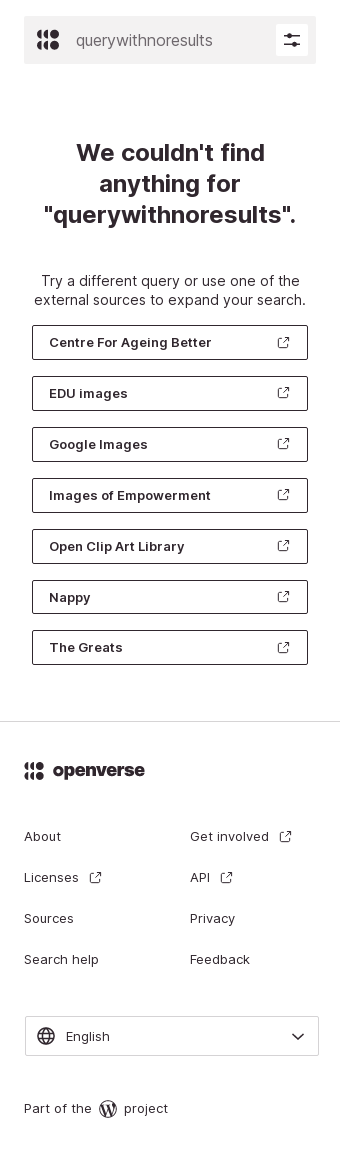 querywithnoresults
We couldn't find
anything for
"querywithnoresults".
Try a different query or use one of the
external sources to expand your search.
Centre For Ageing Better
EDU images
Google Images
Images of Empowerment
Open Clip Art Library
Nappy
The Greats
openverse
About
Get involved
Licenses
API
Sources
Privacy
Search help
Feedback
English
Part of the project